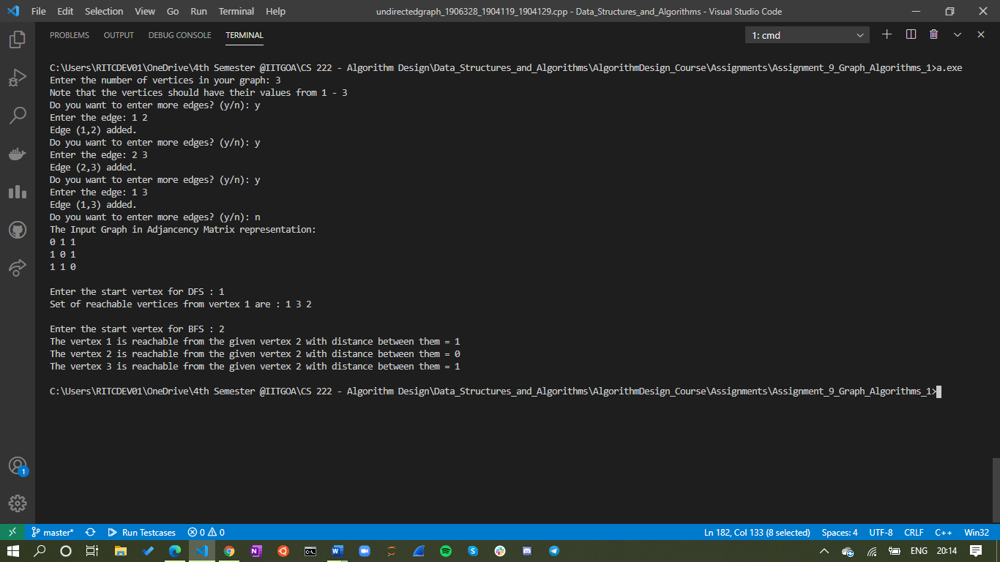 File Edit Selection View Go Run Terminal Help undirectedgraph_1906328_1904119_1904129.cpp - Data_Structures_and_Algorithms - Visual Studio Code
PROBLEMS OUTPUT DEBUG CONSOLE TERMINAL 1: cmd
C:\Users\RITCDEV01\OneDrive\4th Semester @IITGOA\CS 222 - Algorithm Design\Data_Structures_and_Algorithms\AlgorithmDesign_Course\Assignments\Assignment_9_Graph_Algorithms_1>a.exe
Enter the number of vertices in your graph: 3
Note that the vertices should have their values from 1 - 3
Do you want to enter more edges? (y/n): y
Enter the edge: 1 2
Edge (1,2) added.
Do you want to enter more edges? (y/n): y
Enter the edge: 2 3
Edge (2,3) added.
Do you want to enter more edges? (y/n): y
Enter the edge: 1 3
Edge (1,3) added.
Do you want to enter more edges? (y/n): n
The Input Graph in Adjancency Matrix representation:
0 1 1
1 0 1
1 1 0
Enter the start vertex for DFS : 1
Set of reachable vertices from vertex 1 are : 1 3 2
Enter the start vertex for BFS : 2
The vertex 1 is reachable from the given vertex 2 with distance between them = 1
The vertex 2 is reachable from the given vertex 2 with distance between them = 0
The vertex 3 is reachable from the given vertex 2 with distance between them = 1
C:\Users\RITCDEV01\OneDrive\4th Semester @IITGOA\CS 222 - Algorithm Design\Data_Structures_and_Algorithms\AlgorithmDesign_Course\Assignments\Assignment_9_Graph_Algorithms_1>
1
master* Run Testcases 0 0 Ln 182, Col 133 (8 selected) Spaces: 4 UTF-8 CRLF C++ Win32
ENG 20:14